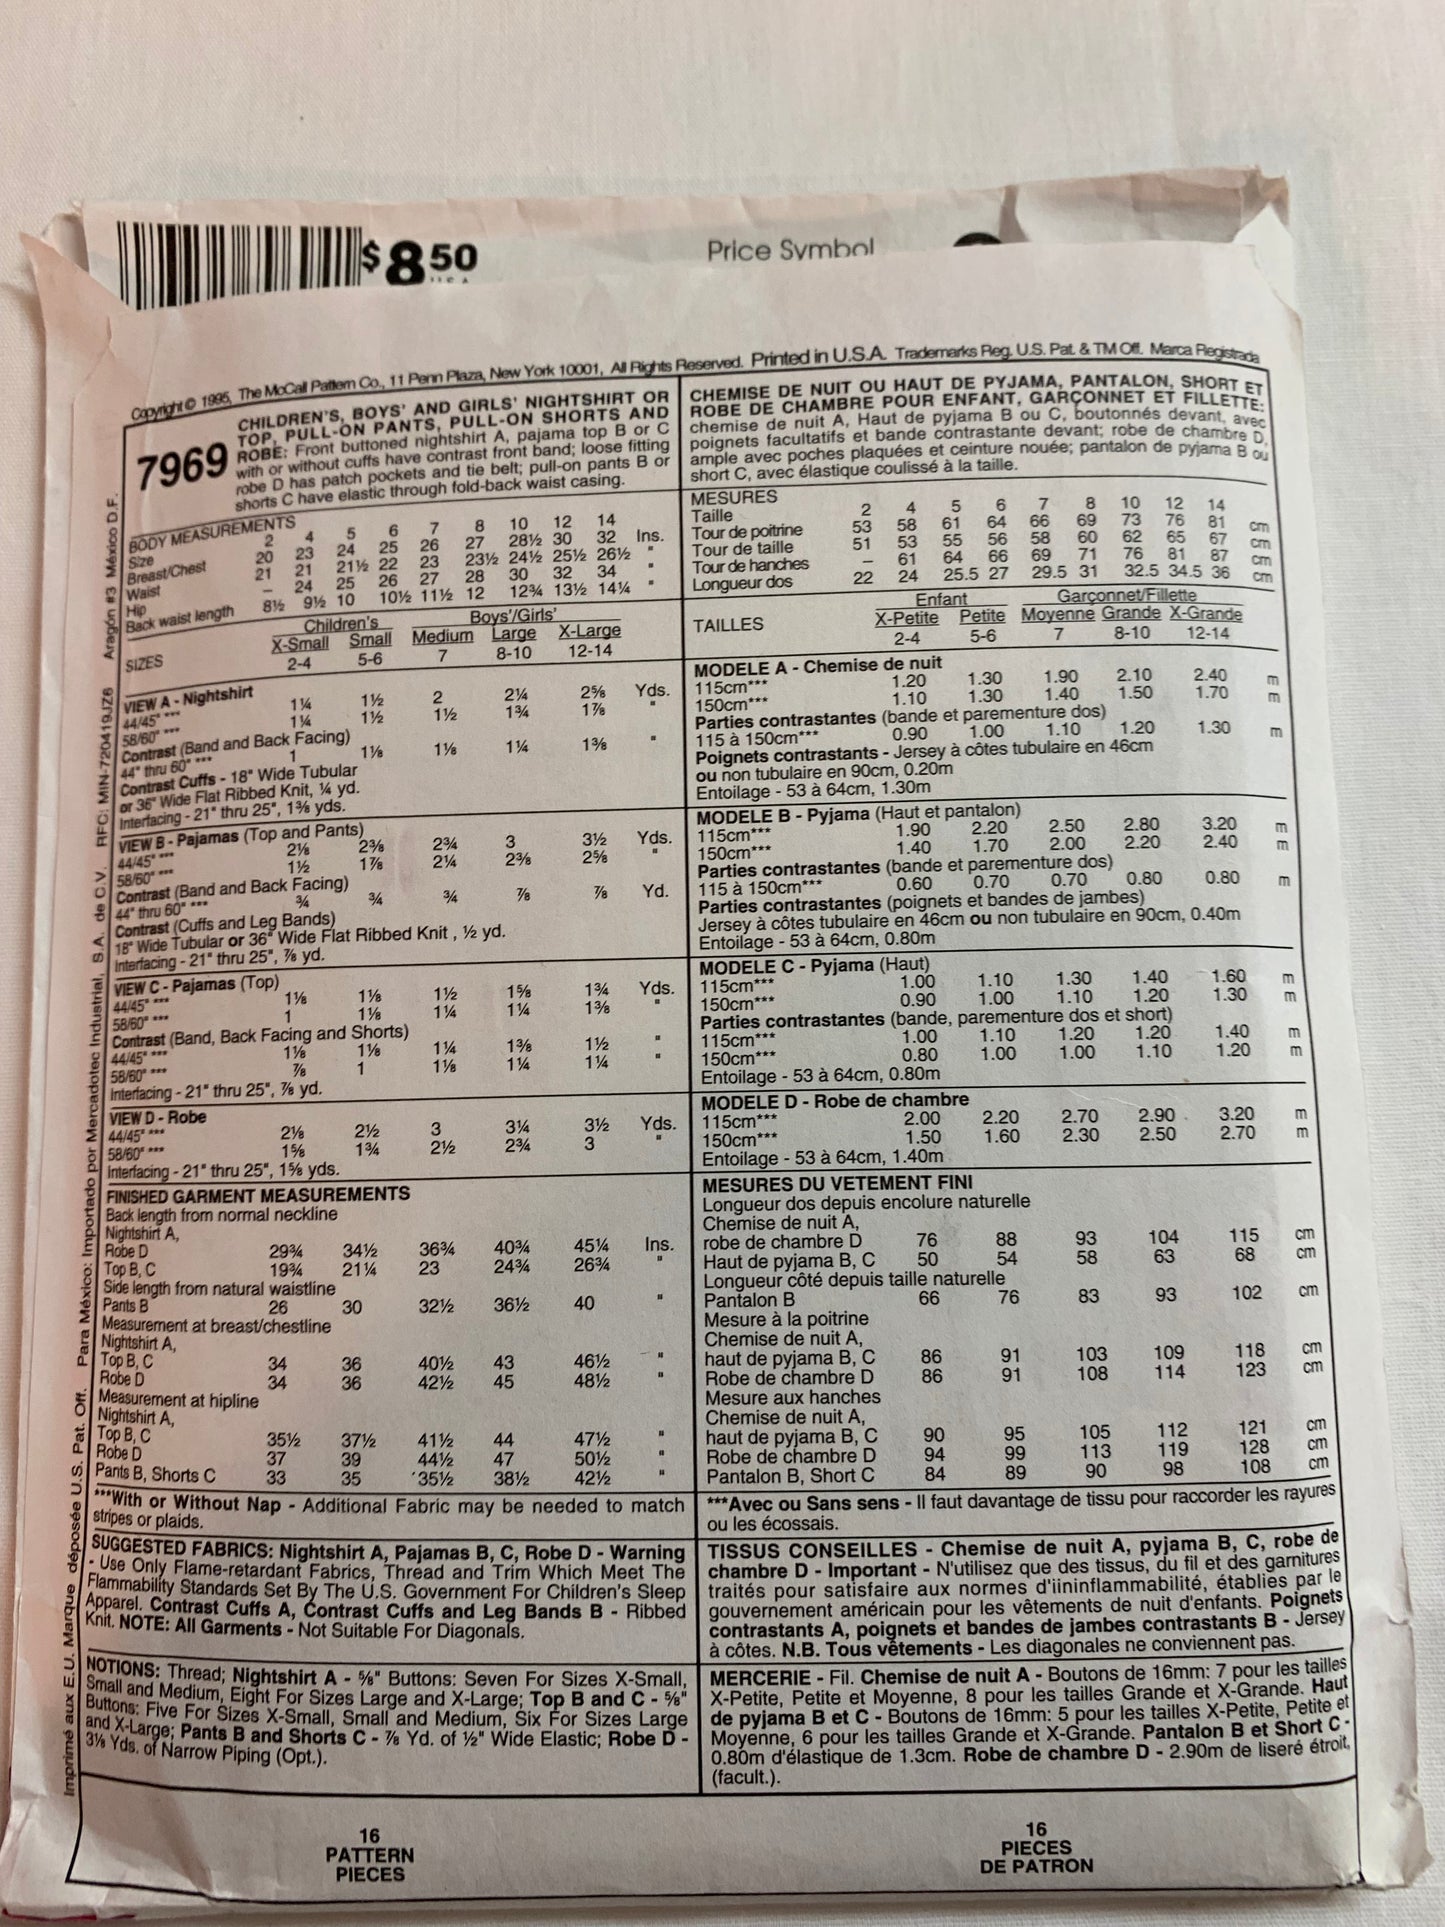 $8 50
Price Symbol
Copyright © 1995, The McCall Pattern Co., 11 Penn Plaza, New York 10001, All Rights Reserved. Printed in U.S.A. Trademarks Reg. U.S. Pat. & TM Off. Marca Registrada
7969
CHILDREN'S, BOYS' AND GIRLS' NIGHTSHIRT OR
TOP, PULL-ON PANTS, PULL-ON SHORTS AND
ROBE: Front buttoned nightshirt A, pajama top B or C
with or without cuffs have contrast front band; loose fitting
robe D has patch pockets and tie belt; pull-on pants B or
shorts C have elastic through fold-back waist casing.
BODY MEASUREMENTS
Size 2 4 5 6 7 8 10 12 14
Breast/Chest 20 23 24 25 26 27 28½ 30 32 Ins.
Waist 21 21 21½ 22 23 23½ 24½ 25½ 26½ "
Hip - 24 25 26 27 28 30 32 34 "
Back waist length 8½ 9½ 10 10½ 11½ 12 12¾ 13½ 14¼ "
Children's Boys'/Girls'
X-Small Small Medium Large X-Large
SIZES 2-4 5-6 7 8-10 12-14
VIEW A - Nightshirt
44/45" *** 1¼ 1½ 2 2¼ 2⅝ Yds.
58/60" *** 1¼ 1½ 1½ 1¾ 1⅞ "
Contrast (Band and Back Facing)
44" thru 60" *** 1 1⅛ 1⅛ 1¼ 1⅜ "
Contrast Cuffs - 18" Wide Tubular
or 36" Wide Flat Ribbed Knit, ¼ yd.
Interfacing - 21" thru 25", 1⅜ yds.
VIEW B - Pajamas (Top and Pants)
44/45" *** 2⅛ 2⅜ 2¾ 3 3½ Yds.
58/60" *** 1½ 1⅞ 2¼ 2⅜ 2⅝ "
Contrast (Band and Back Facing)
44" thru 60" *** ¾ ¾ ¾ ⅞ ⅞ Yd.
Contrast (Cuffs and Leg Bands)
18" Wide Tubular or 36" Wide Flat Ribbed Knit , ½ yd.
Interfacing - 21" thru 25", ⅞ yd.
VIEW C - Pajamas (Top)
44/45" *** 1⅛ 1⅛ 1½ 1⅝ 1¾ Yds.
58/60" *** 1 1⅛ 1¼ 1¼ 1⅜ "
Contrast (Band, Back Facing and Shorts)
44/45" *** 1⅛ 1⅛ 1¼ 1⅜ 1½ "
58/60" *** ⅞ 1 1⅛ 1¼ 1¼ "
Interfacing - 21" thru 25", ⅞ yd.
VIEW D - Robe
44/45" *** 2⅛ 2½ 3 3¼ 3½ Yds.
58/60" *** 1⅝ 1¾ 2½ 2¾ 3 "
Interfacing - 21" thru 25", 1⅝ yds.
FINISHED GARMENT MEASUREMENTS
Back length from normal neckline
Nightshirt A,
Robe D 29¾ 34½ 36¾ 40¾ 45¼ Ins.
Top B, C 19¾ 21¼ 23 24¾ 26¾ "
Side length from natural waistline
Pants B 26 30 32½ 36½ 40 "
Measurement at breast/chestline
Nightshirt A,
Top B, C 34 36 40½ 43 46½ "
Robe D 34 36 42½ 45 48½ "
Measurement at hipline
Nightshirt A,
Top B, C 35½ 37½ 41½ 44 47½ "
Robe D 37 39 44½ 47 50½ "
Pants B, Shorts C 33 35 35½ 38½ 42½ "
***With or Without Nap - Additional Fabric may be needed to match
stripes or plaids.
SUGGESTED FABRICS: Nightshirt A, Pajamas B, C, Robe D - Warning
- Use Only Flame-retardant Fabrics, Thread and Trim Which Meet The
Flammability Standards Set By The U.S. Government For Children's Sleep
Apparel. Contrast Cuffs A, Contrast Cuffs and Leg Bands B - Ribbed
Knit. NOTE: All Garments - Not Suitable For Diagonals.
NOTIONS: Thread; Nightshirt A - ⅝" Buttons: Seven For Sizes X-Small,
Small and Medium, Eight For Sizes Large and X-Large; Top B and C - ⅝"
Buttons: Five For Sizes X-Small, Small and Medium, Six For Sizes Large
and X-Large; Pants B and Shorts C - ⅞ Yd. of ½" Wide Elastic; Robe D -
3⅛ Yds. of Narrow Piping (Opt.).
16
PATTERN
PIECES
CHEMISE DE NUIT OU HAUT DE PYJAMA, PANTALON, SHORT ET
ROBE DE CHAMBRE POUR ENFANT, GARÇONNET ET FILLETTE:
chemise de nuit A, Haut de pyjama B ou C, boutonnés devant, avec
poignets facultatifs et bande contrastante devant; robe de chambre D,
ample avec poches plaquées et ceinture nouée; pantalon de pyjama B ou
short C, avec élastique coulissé à la taille.
MESURES
Taille 2 4 5 6 7 8 10 12 14
Tour de poitrine 53 58 61 64 66 69 73 76 81 cm
Tour de taille 51 53 55 56 58 60 62 65 67 cm
Tour de hanches - 61 64 66 69 71 76 81 87 cm
Longueur dos 22 24 25.5 27 29.5 31 32.5 34.5 36 cm
Enfant Garçonnet/Fillette
X-Petite Petite Moyenne Grande X-Grande
TAILLES 2-4 5-6 7 8-10 12-14
MODELE A - Chemise de nuit
115cm*** 1.20 1.30 1.90 2.10 2.40 m
150cm*** 1.10 1.30 1.40 1.50 1.70 m
Parties contrastantes (bande et parementure dos)
115 à 150cm*** 0.90 1.00 1.10 1.20 1.30 m
Poignets contrastants - Jersey à côtes tubulaire en 46cm
ou non tubulaire en 90cm, 0.20m
Entoilage - 53 à 64cm, 1.30m
MODELE B - Pyjama (Haut et pantalon)
115cm*** 1.90 2.20 2.50 2.80 3.20 m
150cm*** 1.40 1.70 2.00 2.20 2.40 m
Parties contrastantes (bande et parementure dos)
115 à 150cm*** 0.60 0.70 0.70 0.80 0.80 m
Parties contrastantes (poignets et bandes de jambes)
Jersey à côtes tubulaire en 46cm ou non tubulaire en 90cm, 0.40m
Entoilage - 53 à 64cm, 0.80m
MODELE C - Pyjama (Haut)
115cm*** 1.00 1.10 1.30 1.40 1.60 m
150cm*** 0.90 1.00 1.10 1.20 1.30 m
Parties contrastantes (bande, parementure dos et short)
115cm*** 1.00 1.10 1.20 1.20 1.40 m
150cm*** 0.80 1.00 1.00 1.10 1.20 m
Entoilage - 53 à 64cm, 0.80m
MODELE D - Robe de chambre
115cm*** 2.00 2.20 2.70 2.90 3.20 m
150cm*** 1.50 1.60 2.30 2.50 2.70 m
Entoilage - 53 à 64cm, 1.40m
MESURES DU VETEMENT FINI
Longueur dos depuis encolure naturelle
Chemise de nuit A,
robe de chambre D 76 88 93 104 115 cm
Haut de pyjama B, C 50 54 58 63 68 cm
Longueur côté depuis taille naturelle
Pantalon B 66 76 83 93 102 cm
Mesure à la poitrine
Chemise de nuit A,
haut de pyjama B, C 86 91 103 109 118 cm
Robe de chambre D 86 91 108 114 123 cm
Mesure aux hanches
Chemise de nuit A,
haut de pyjama B, C 90 95 105 112 121 cm
Robe de chambre D 94 99 113 119 128 cm
Pantalon B, Short C 84 89 90 98 108 cm
***Avec ou Sans sens - Il faut davantage de tissu pour raccorder les rayures
ou les écossais.
TISSUS CONSEILLES - Chemise de nuit A, pyjama B, C, robe de
chambre D - Important - N'utilisez que des tissus, du fil et des garnitures
traités pour satisfaire aux normes d'iininflammabilité, établies par le
gouvernement américain pour les vêtements de nuit d'enfants. Poignets
contrastants A, poignets et bandes de jambes contrastants B - Jersey
à côtes. N.B. Tous vêtements - Les diagonales ne conviennent pas.
MERCERIE - Fil. Chemise de nuit A - Boutons de 16mm: 7 pour les tailles
X-Petite, Petite et Moyenne, 8 pour les tailles Grande et X-Grande. Haut
de pyjama B et C - Boutons de 16mm: 5 pour les tailles X-Petite, Petite et
Moyenne, 6 pour les tailles Grande et X-Grande. Pantalon B et Short C -
0.80m d'élastique de 1.3cm. Robe de chambre D - 2.90m de liseré étroit,
(facult.).
16
PIECES
DE PATRON
Imprimé aux E.U. Marque déposée U.S. Pat. Off. Para México: Importado por Mercadotec Industrial, S.A. de C.V. RFC: MIN-720419JZ6 Aragón #3 México D.F.